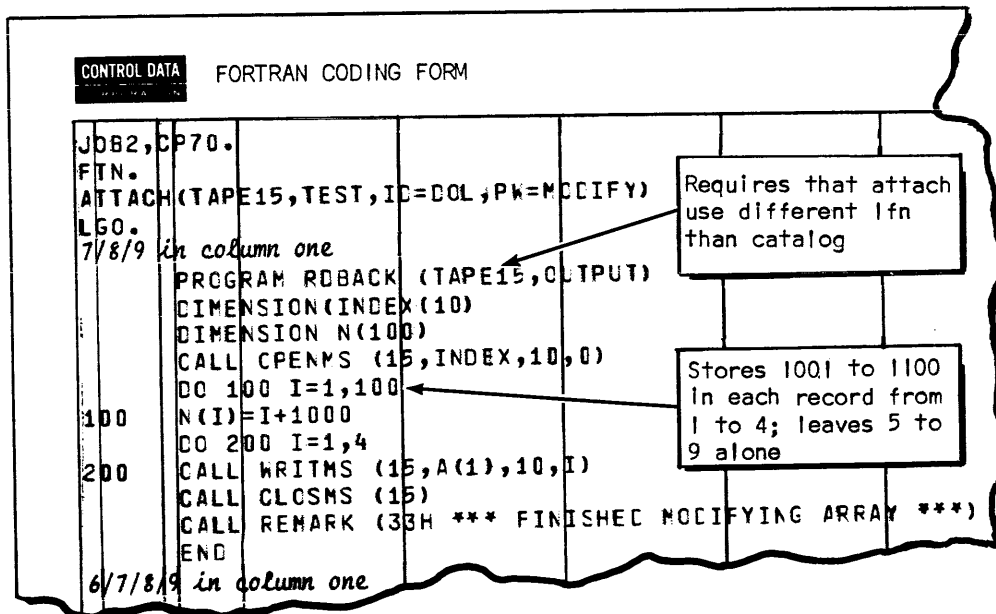 CONTROL DATA FORTRAN CODING FORM
JOB2,CP70.
FTN.
ATTACH(TAPE15,TEST,ID=DOL,PW=MODIFY)
LGO.
7/8/9 in column one
PROGRAM RDBACK (TAPE15,OUTPUT)
DIMENSION(INDEX(10)
DIMENSION N(100)
CALL OPENMS (15,INDEX,10,0)
DO 100 I=1,100
100 N(I)=I+1000
DO 200 I=1,4
200 CALL WRITMS (15,A(1),10,I)
CALL CLOSMS (15)
CALL REMARK (33H *** FINISHED MODIFYING ARRAY ***)
END
6/7/8/9 in column one
Requires that attach
use different lfn
than catalog
Stores 1001 to 1100
in each record from
1 to 4; leaves 5 to
9 alone